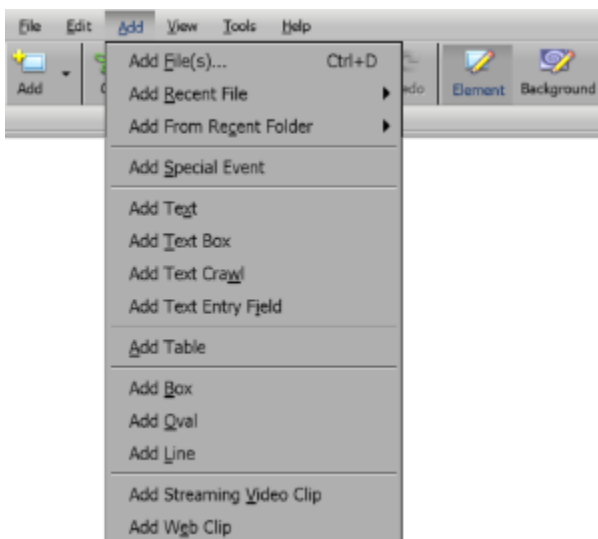 File Edit Add View Tools Help
Add Element Background
Add File(s)... Ctrl+D
Add Recent File
Add From Recent Folder
Add Special Event
Add Text
Add Text Box
Add Text Crawl
Add Text Entry Field
Add Table
Add Box
Add Oval
Add Line
Add Streaming Video Clip
Add Web Clip